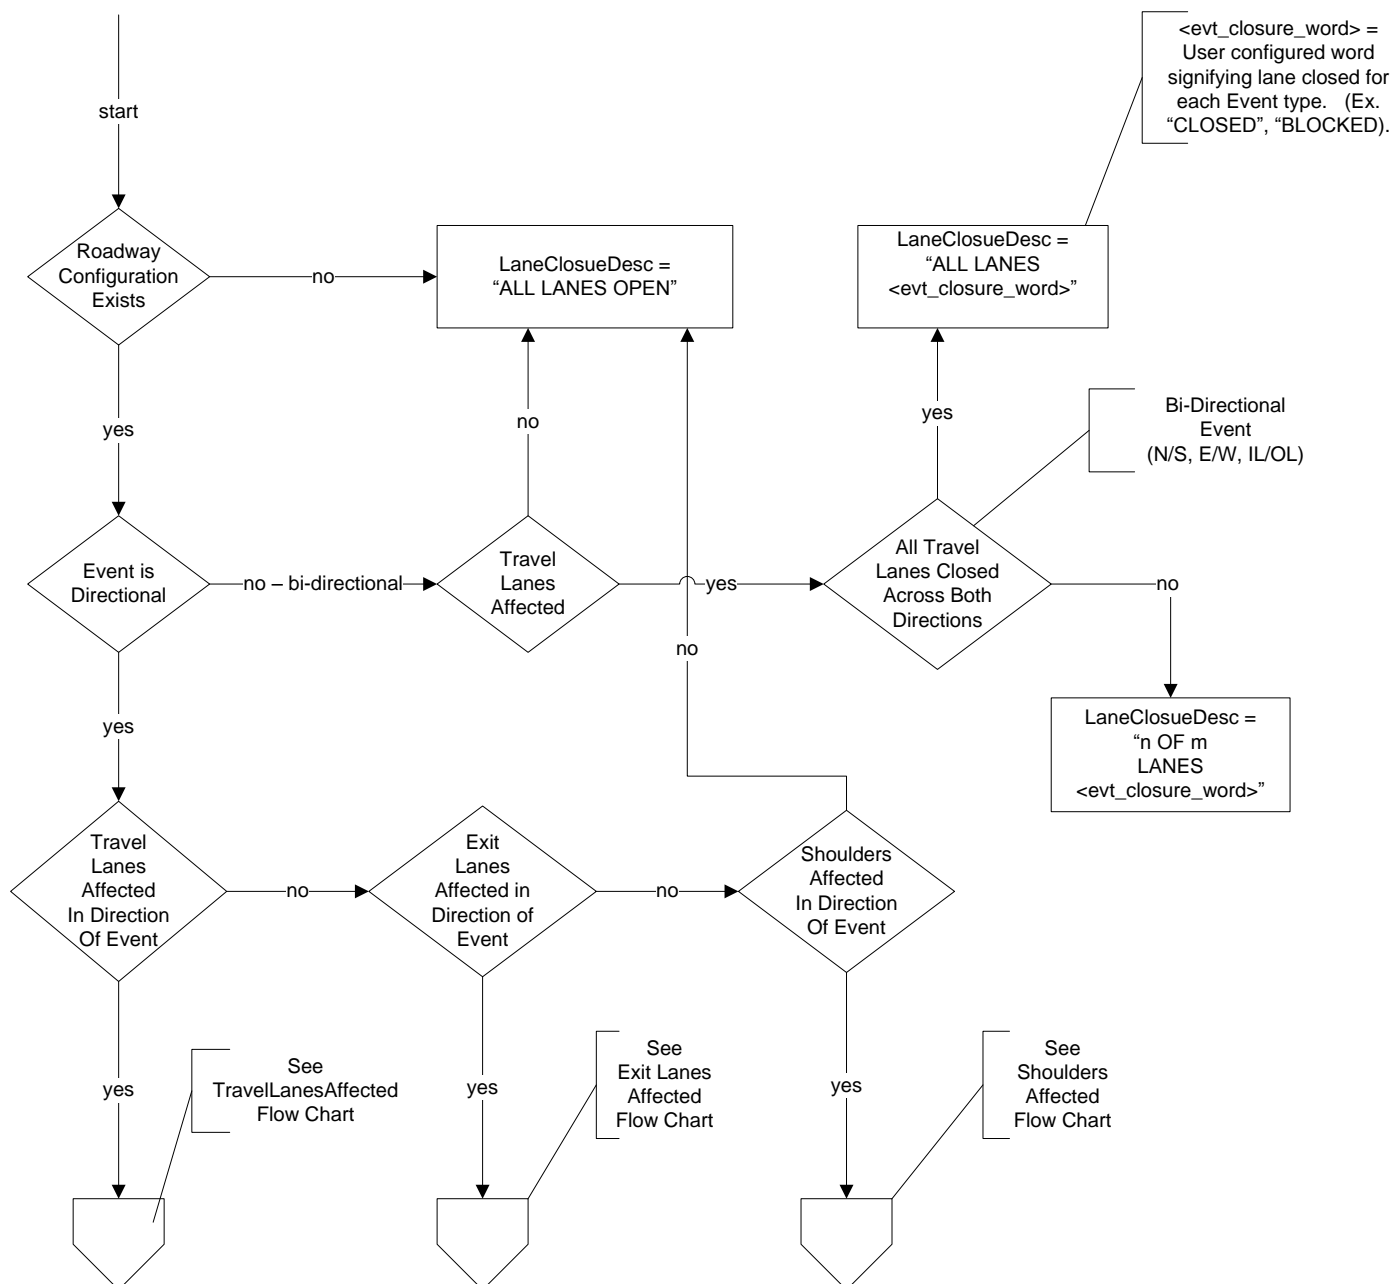 <evt_closure_word> =
User configured word
signifying lane closed for
each Event type. (Ex.
“CLOSED”, “BLOCKED).
start
Roadway
Configuration
Exists
no
LaneClosueDesc =
“ALL LANES OPEN”
LaneClosueDesc =
“ALL LANES
<evt_closure_word>”
yes
no
yes
Bi-Directional
Event
(N/S, E/W, IL/OL)
Event is
Directional
no – bi-directional
Travel
Lanes
Affected
yes
All Travel
Lanes Closed
Across Both
Directions
no
no
yes
LaneClosueDesc =
“n OF m
LANES
<evt_closure_word>”
Travel
Lanes
Affected
In Direction
Of Event
no
Exit
Lanes
Affected in
Direction of
Event
no
Shoulders
Affected
In Direction
Of Event
yes
See
TravelLanesAffected
Flow Chart
yes
See
Exit Lanes
Affected
Flow Chart
yes
See
Shoulders
Affected
Flow Chart